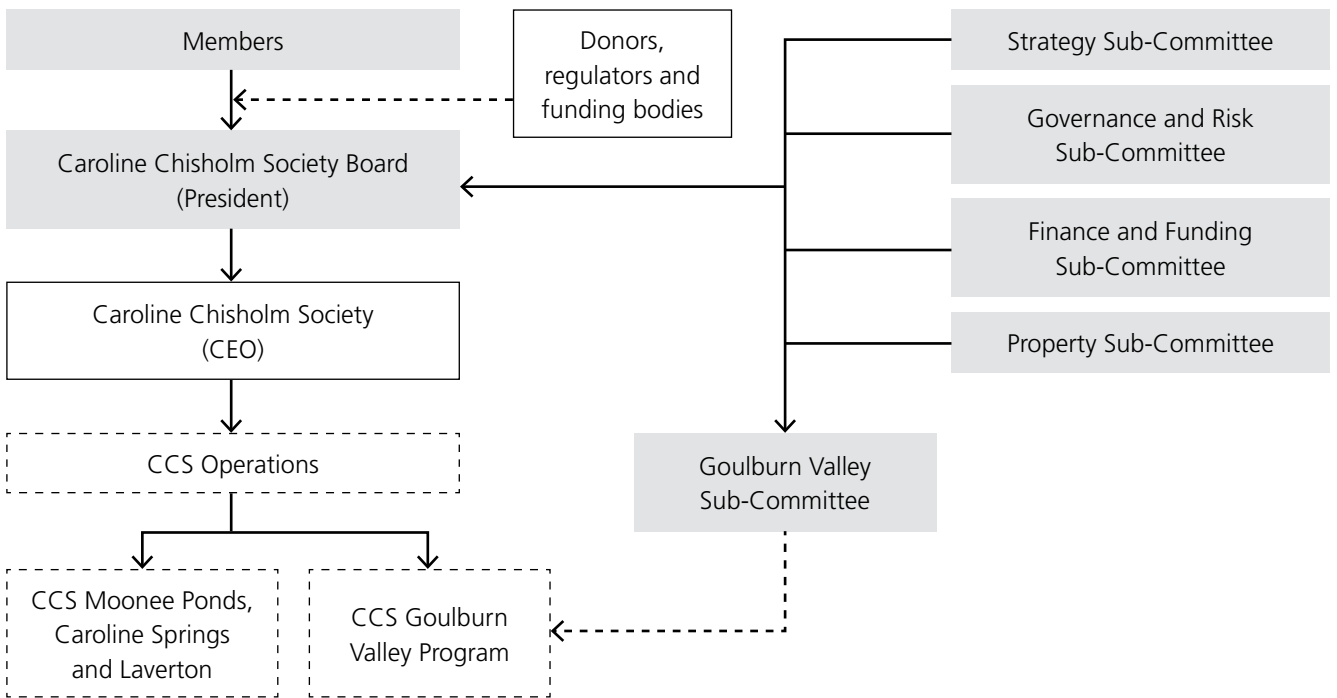 Members
Donors,
regulators and
funding bodies
Strategy Sub-Committee
Governance and Risk
Sub-Committee
Caroline Chisholm Society Board
(President)
Finance and Funding
Sub-Committee
Caroline Chisholm Society
(CEO)
Property Sub-Committee
CCS Operations
Goulburn Valley
Sub-Committee
CCS Moonee Ponds,
Caroline Springs
and Laverton
CCS Goulburn
Valley Program